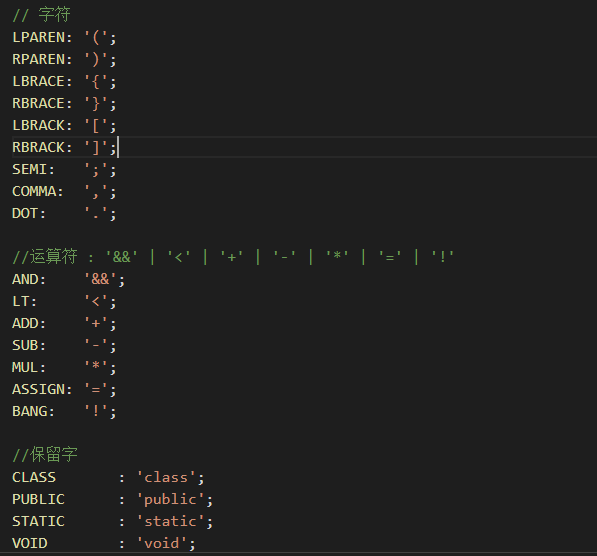 // 字符
LPAREN: '(';
RPAREN: ')';
LBRACE: '{';
RBRACE: '}';
LBRACK: '[';
RBRACK: ']';
SEMI:   ';';
COMMA:  ',';
DOT:    '.';
//运算符 : '&&' | '<' | '+' | '-' | '*' | '=' | '!'
AND:    '&&';
LT:     '<';
ADD:    '+';
SUB:    '-';
MUL:    '*';
ASSIGN: '=';
BANG:   '!';
//保留字
CLASS       : 'class';
PUBLIC      : 'public';
STATIC      : 'static';
VOID        : 'void';